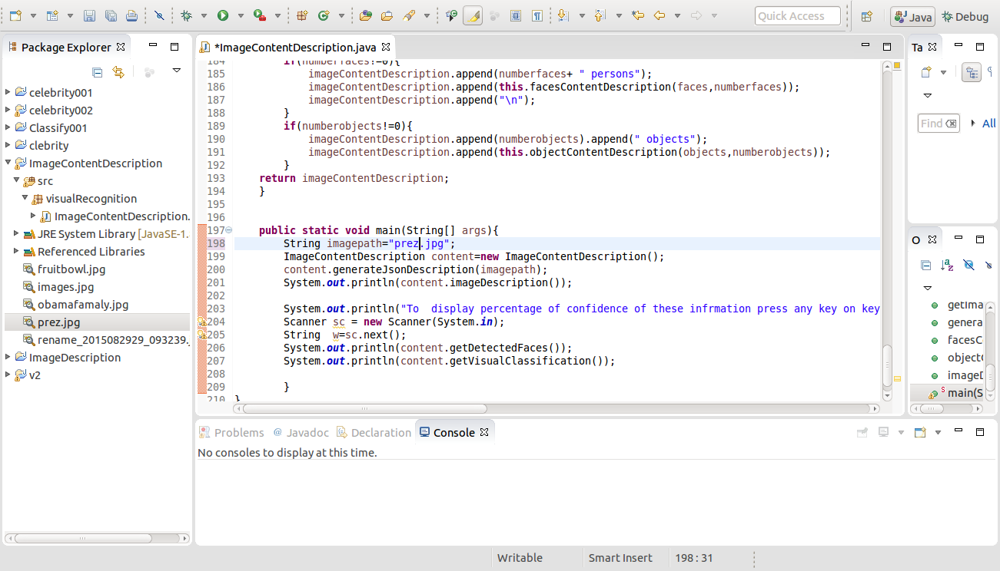 Quick Access
Java
Debug
Package Explorer
celebrity001
celebrity002
Classify001
clebrity
ImageContentDescription
src
visualRecognition
ImageContentDescription.
JRE System Library [JavaSE-1.
Referenced Libraries
fruitbowl.jpg
images.jpg
obamafamaly.jpg
prez.jpg
rename_2015082929_093239.
ImageDescription
v2
*ImageContentDescription.java
184 if(numberfaces!=0){
185 imageContentDescription.append(numberfaces+ " persons");
186 imageContentDescription.append(this.facesContentDescription(faces,numberfaces));
187 imageContentDescription.append("\n");
188 }
189 if(numberobjects!=0){
190 imageContentDescription.append(numberobjects).append(" objects");
191 imageContentDescription.append(this.objectContentDescription(objects,numberobjects));
192 }
193 return imageContentDescription;
194 }
195
196
197 public static void main(String[] args){
198 String imagepath="prez.jpg";
199 ImageContentDescription content=new ImageContentDescription();
200 content.generateJsonDescription(imagepath);
201 System.out.println(content.imageDescription());
202
203 System.out.println("To  display percentage of confidence of these infrmation press any key on key
204 Scanner sc = new Scanner(System.in);
205 String  w=sc.next();
206 System.out.println(content.getDetectedFaces());
207 System.out.println(content.getVisualClassification());
208
209 }
210 }
Ta
Find
All
O
getIma
genera
facesC
objectC
imageD
main(S
Problems
@ Javadoc
Declaration
Console
No consoles to display at this time.
Writable
Smart Insert
198 : 31